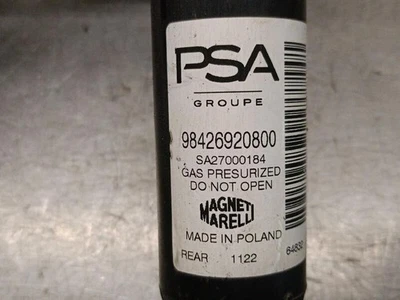 PSA
GROUPE
98426920800
SA27000184
GAS PRESURIZED
DO NOT OPEN
MAGNETI
MARELLI
MADE IN POLAND
REAR 1122